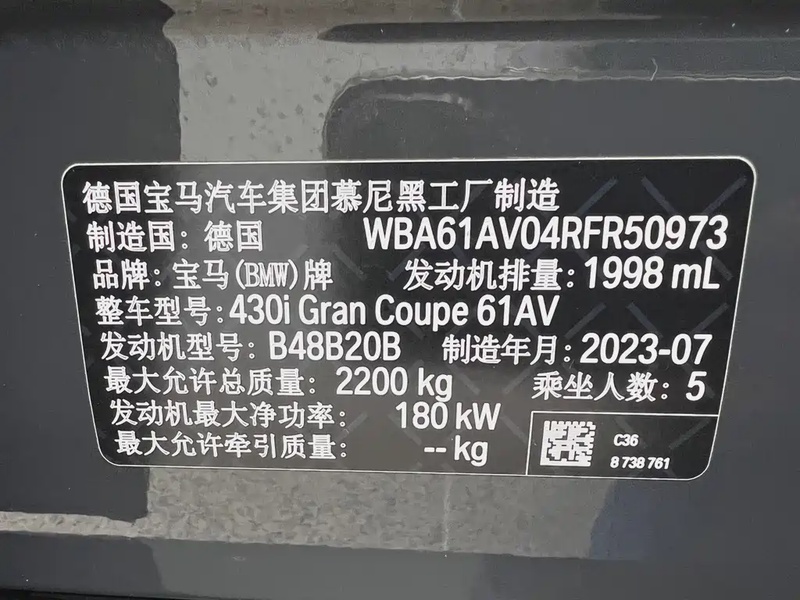 德国宝马汽车集团慕尼黑工厂制造
制造国: 德国 WBA61AV04RFR50973
品牌: 宝马(BMW)牌 发动机排量: 1998 mL
整车型号: 430i Gran Coupe 61AV
发动机型号: B48B20B 制造年月: 2023-07
最大允许总质量: 2200 kg 乘坐人数: 5
发动机最大净功率: 180 kW
最大允许牵引质量: -- kg
C36
8 738 761